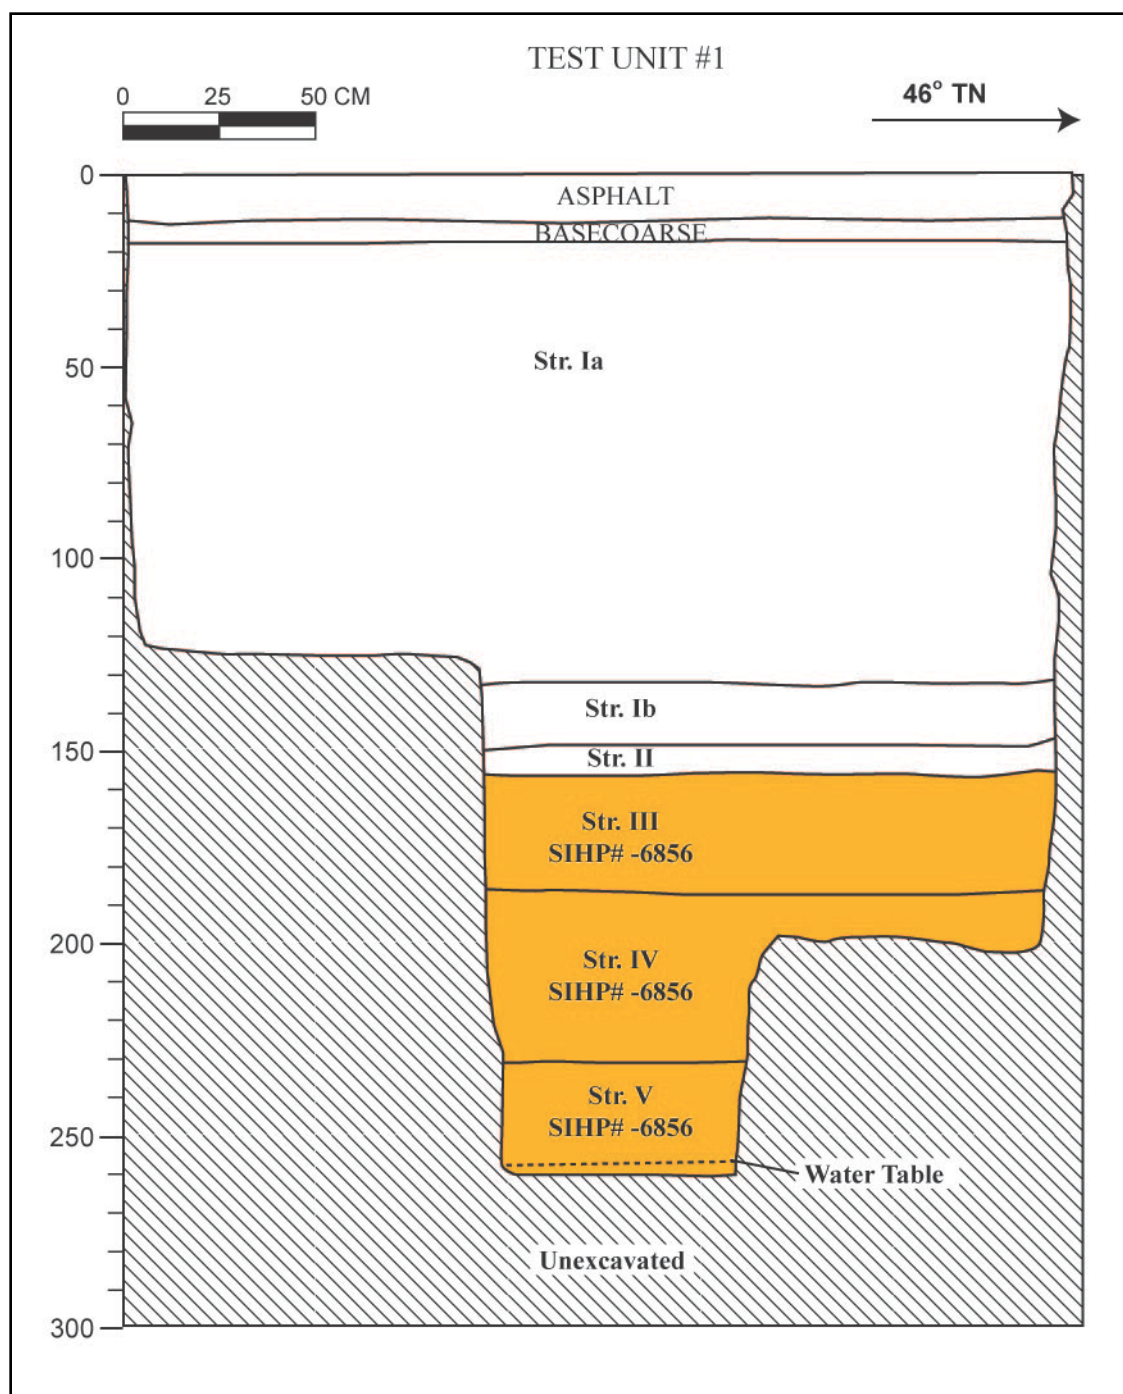 TEST UNIT #1
0 25 50 CM
46° TN
0
ASPHALT
BASECOARSE
50
Str. Ia
100
Str. Ib
150
Str. II
Str. III
SIHP# -6856
200
Str. IV
SIHP# -6856
Str. V
SIHP# -6856
250
Water Table
Unexcavated
300